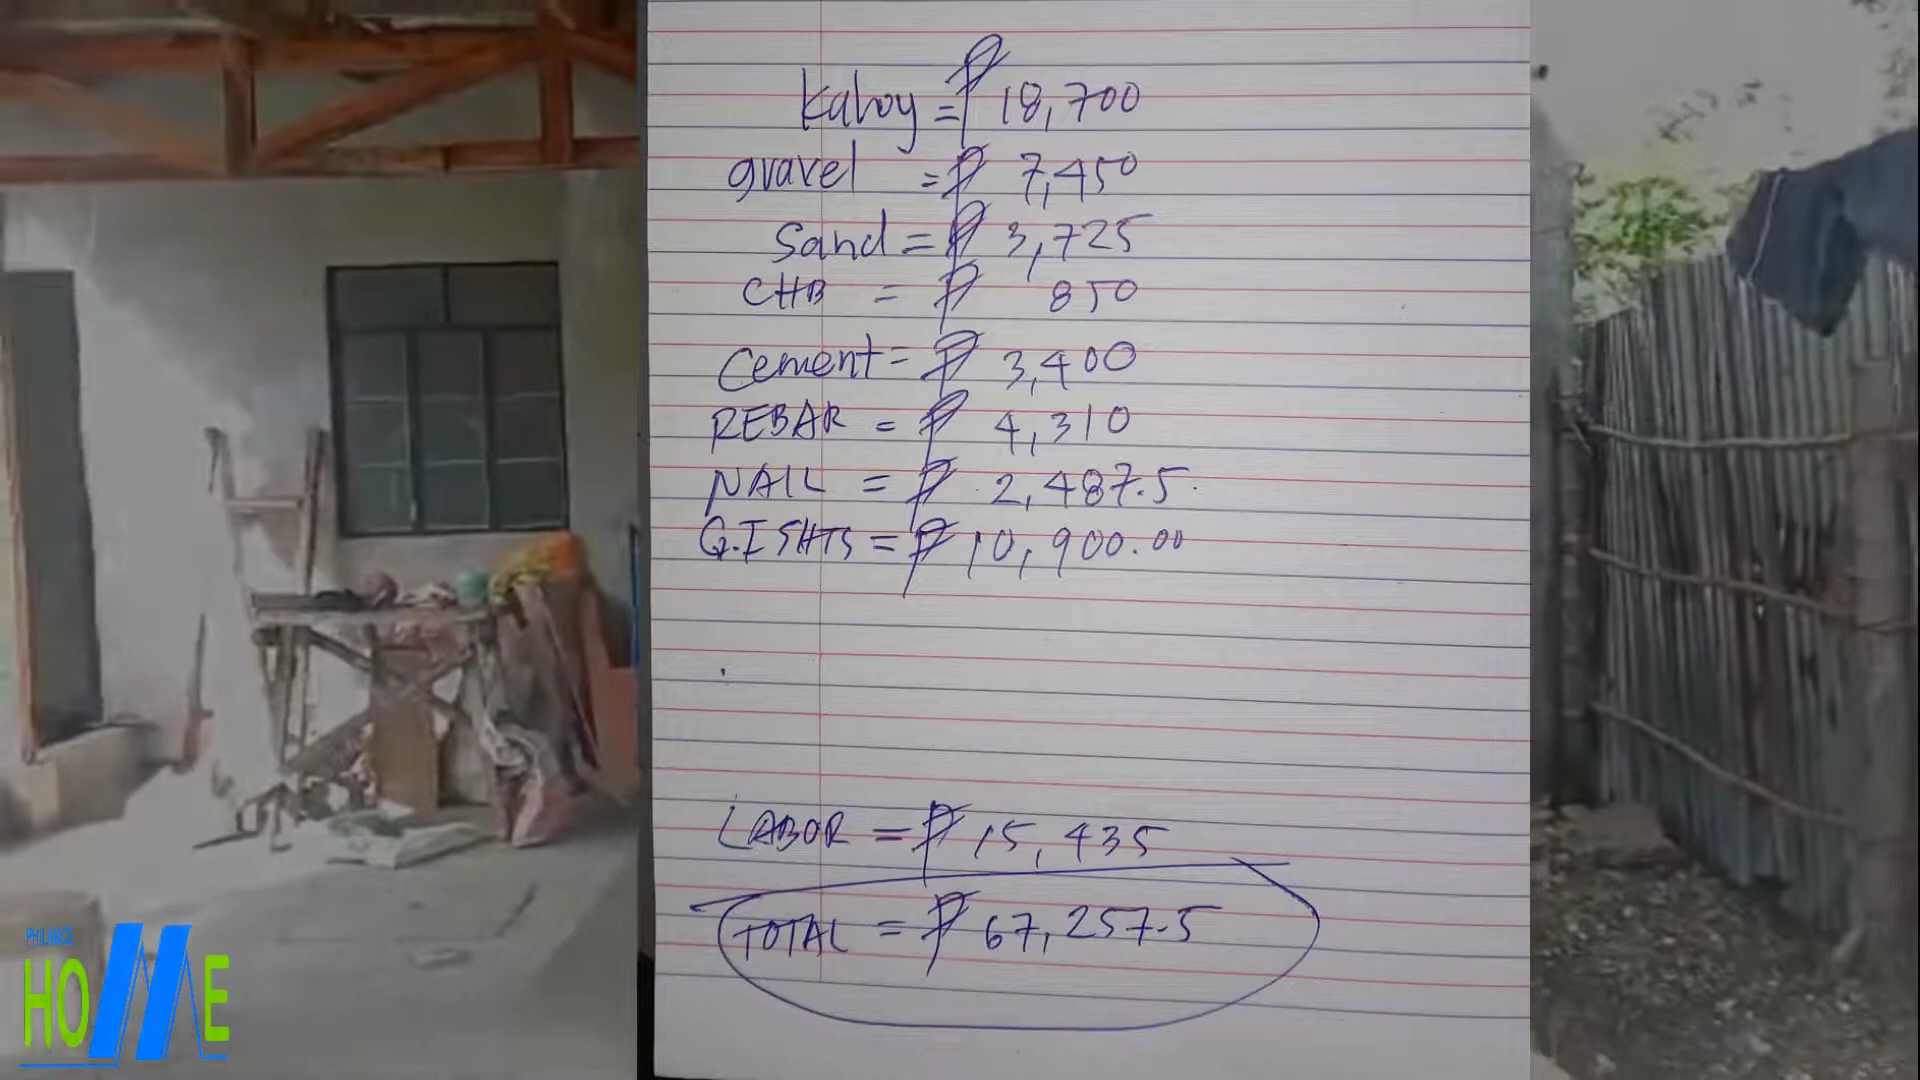 Kahoy = ₱ 18,700
gravel = ₱ 7,450
Sand = ₱ 3,725
CHB = ₱ 850
Cement = ₱ 3,400
REBAR = ₱ 4,310
NAIL = ₱ 2,487.5
G.I SHTS = ₱ 10,900.00
LABOR = ₱ 15,435
TOTAL = ₱ 67,257.5
PHILANCE
HOME